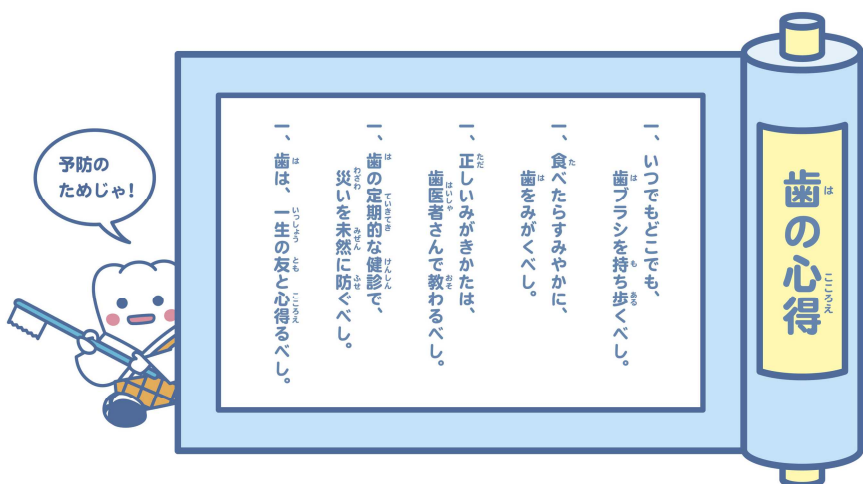 歯の心得
一、いつでもどこでも、
歯ブラシを持ち歩くべし。
一、食べたらすみやかに、
歯をみがくべし。
一、正しいみがきかたは、
歯医者さんで教わるべし。
一、歯の定期的な健診で、
災いを未然に防ぐべし。
一、歯は、一生の友と心得るべし。
予防の
ためじゃ!